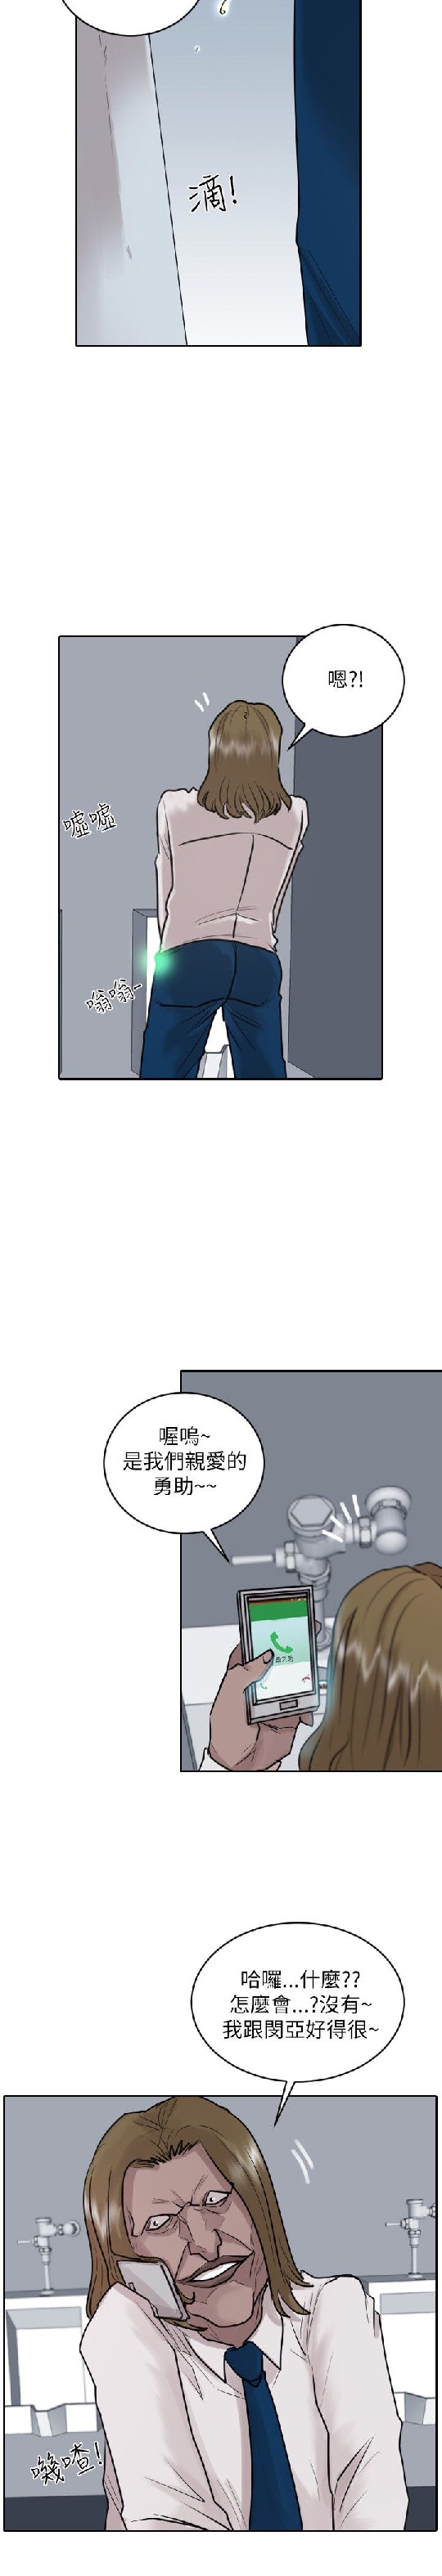 滴!
嗯?!
噓噓
嗡嗡~
喔嗚~
是我們親愛的
勇助~~
哈囉...什麼??
怎麼會...?沒有~
我跟閔亞好得很~
嘰喳!